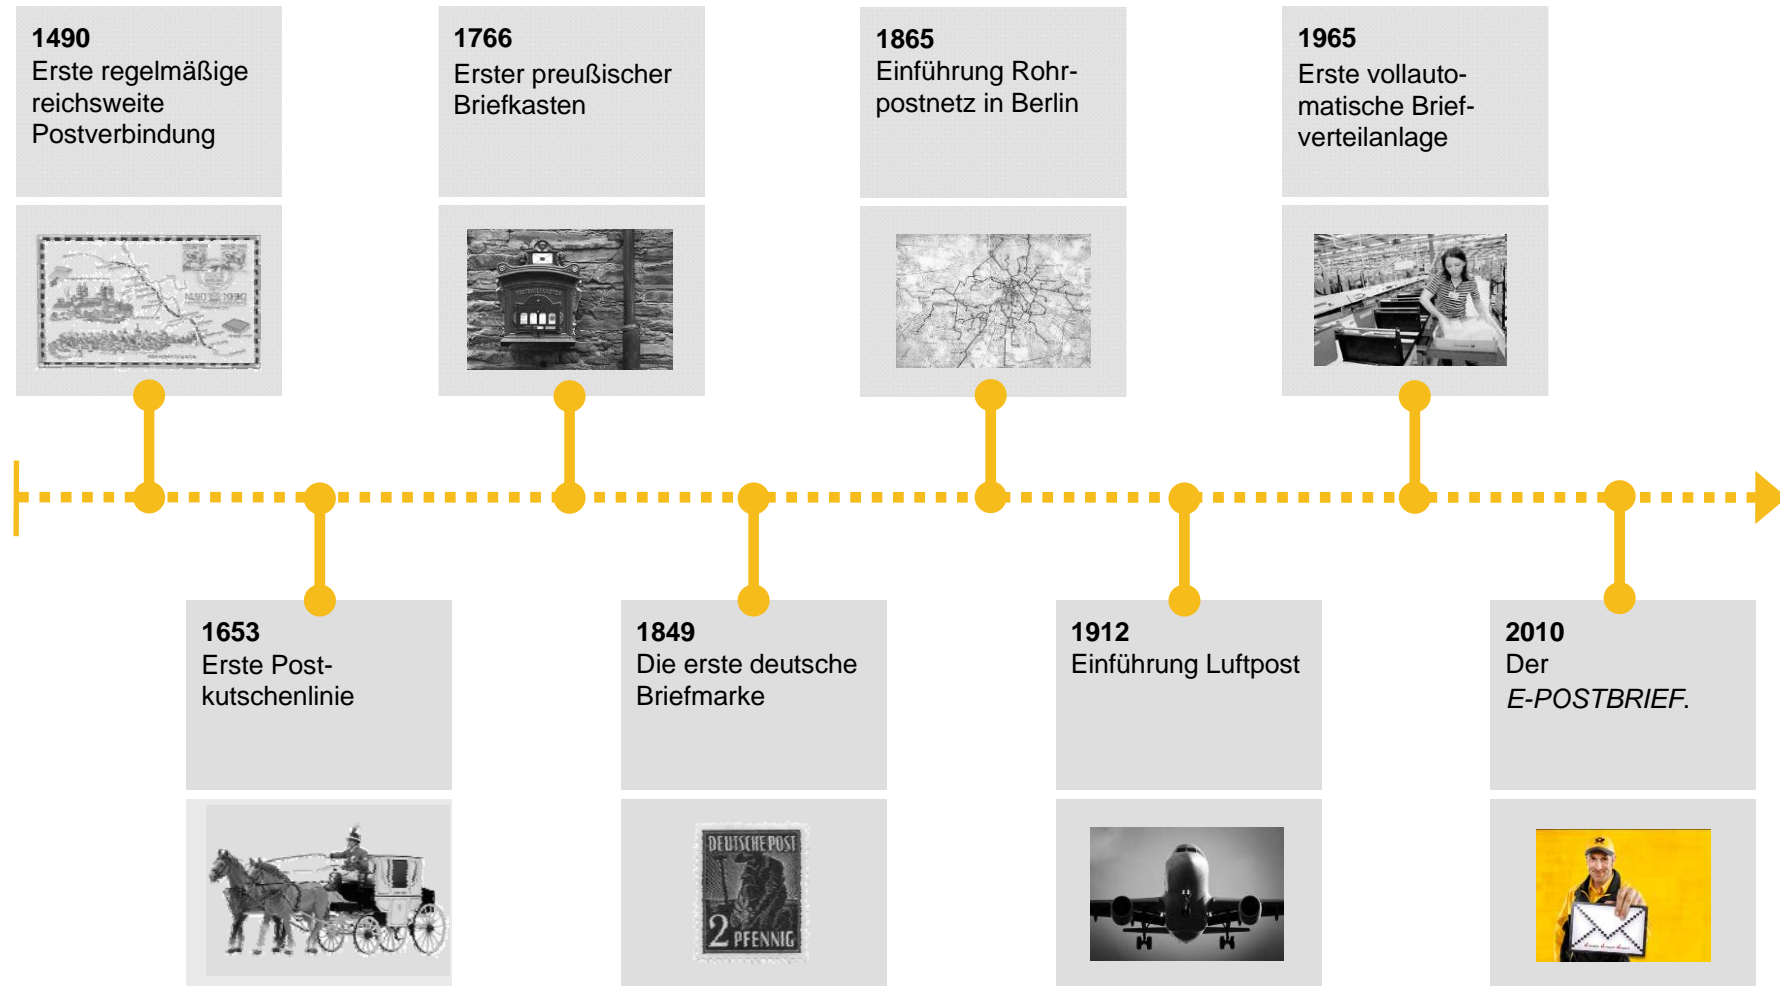 1490
Erste regelmäßige
reichsweite
Postverbindung
1766
Erster preußischer
Briefkasten
1865
Einführung Rohr-
postnetz in Berlin
1965
Erste vollauto-
matische Brief-
verteilanlage
1653
Erste Post-
kutschenlinie
1849
Die erste deutsche
Briefmarke
DEUTSCHE POST
2 PFENNIG
1912
Einführung Luftpost
2010
Der
E-POSTBRIEF.